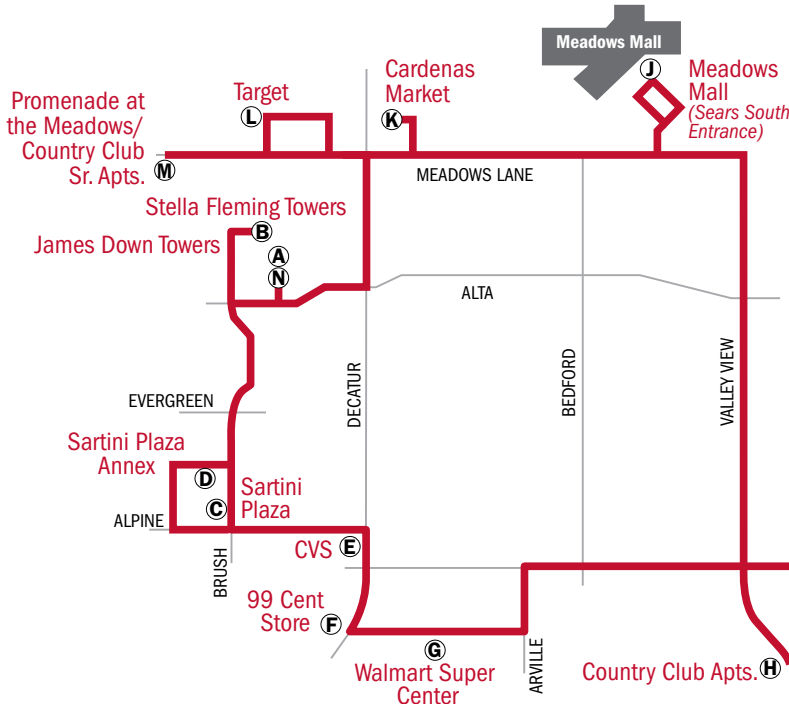 Meadows Mall
J
Meadows
Mall
(Sears South
Entrance)
Cardenas
Market
K
Target
L
Promenade at
the Meadows/
Country Club
Sr. Apts.
M
MEADOWS LANE
Stella Fleming Towers
B
James Down Towers
A
N
ALTA
DECATUR
BEDFORD
VALLEY VIEW
EVERGREEN
Sartini Plaza
Annex
D
Sartini
Plaza
C
ALPINE
BRUSH
CVS
E
99 Cent
Store
F
G
Walmart Super
Center
ARVILLE
Country Club Apts.
H